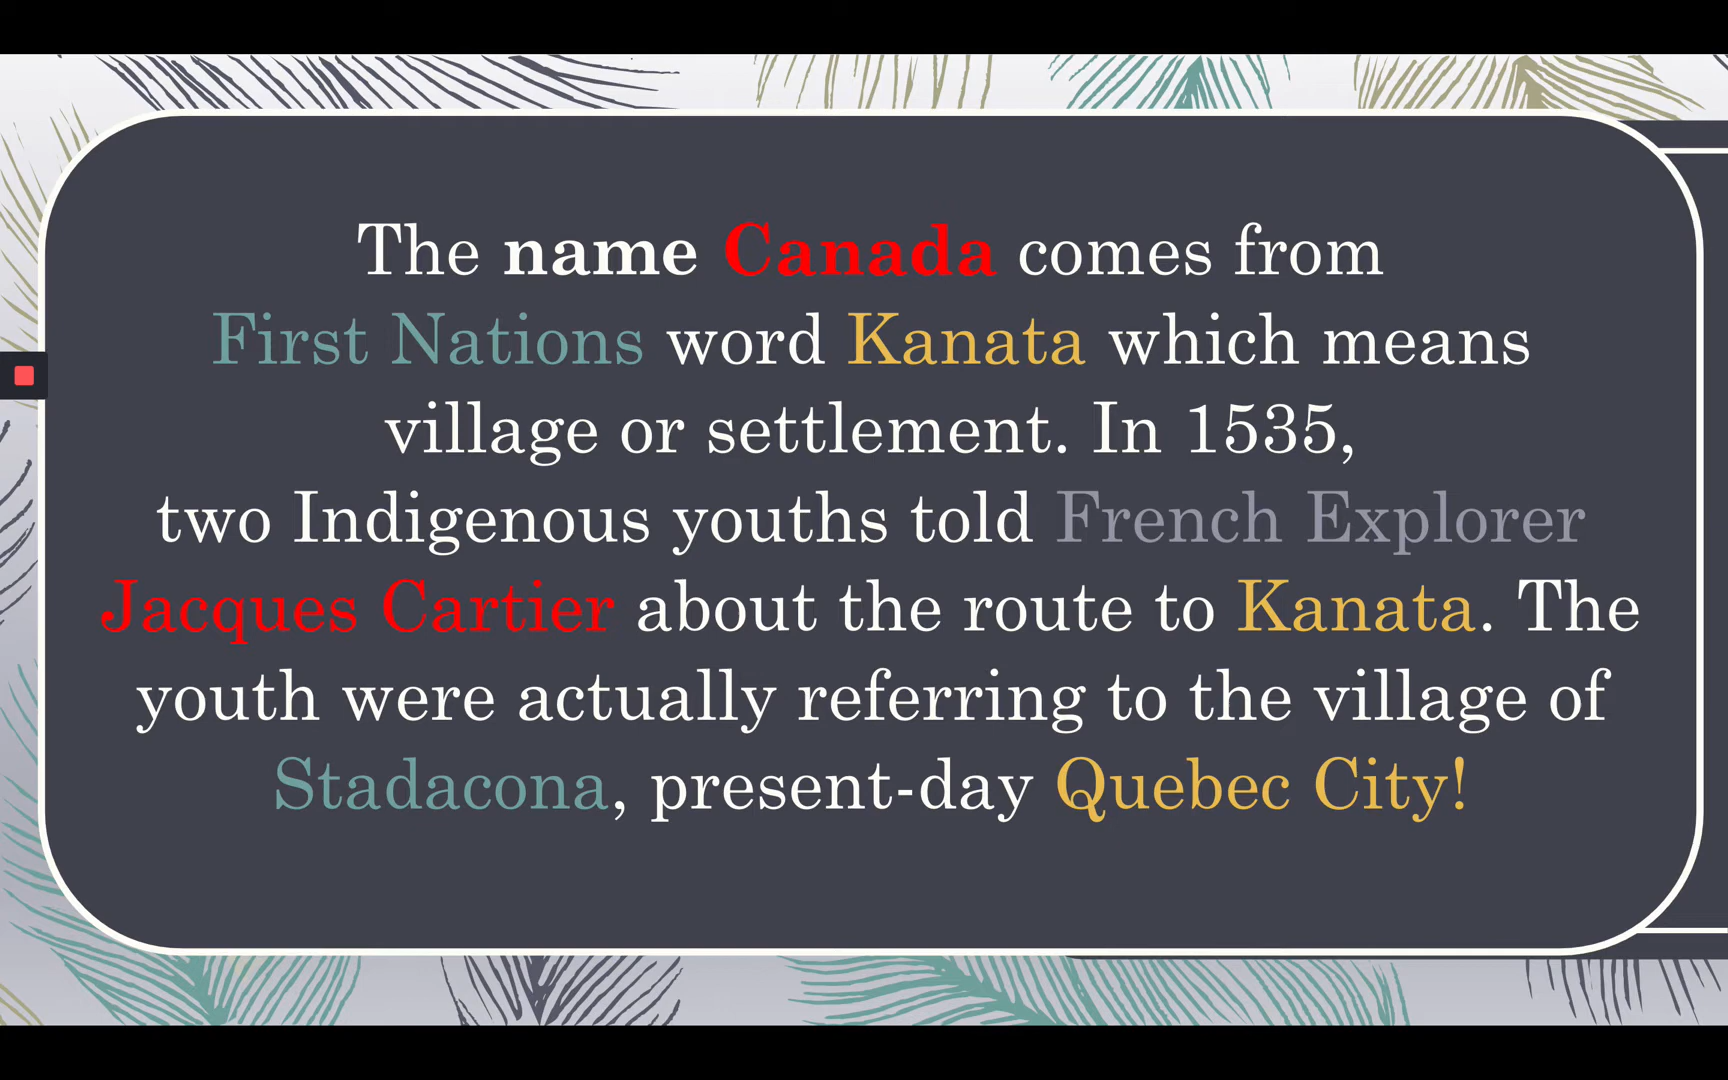 The name Canada comes from
First Nations word Kanata which means
village or settlement. In 1535,
two Indigenous youths told French Explorer
Jacques Cartier about the route to Kanata. The
youth were actually referring to the village of
Stadacona, present-day Quebec City!